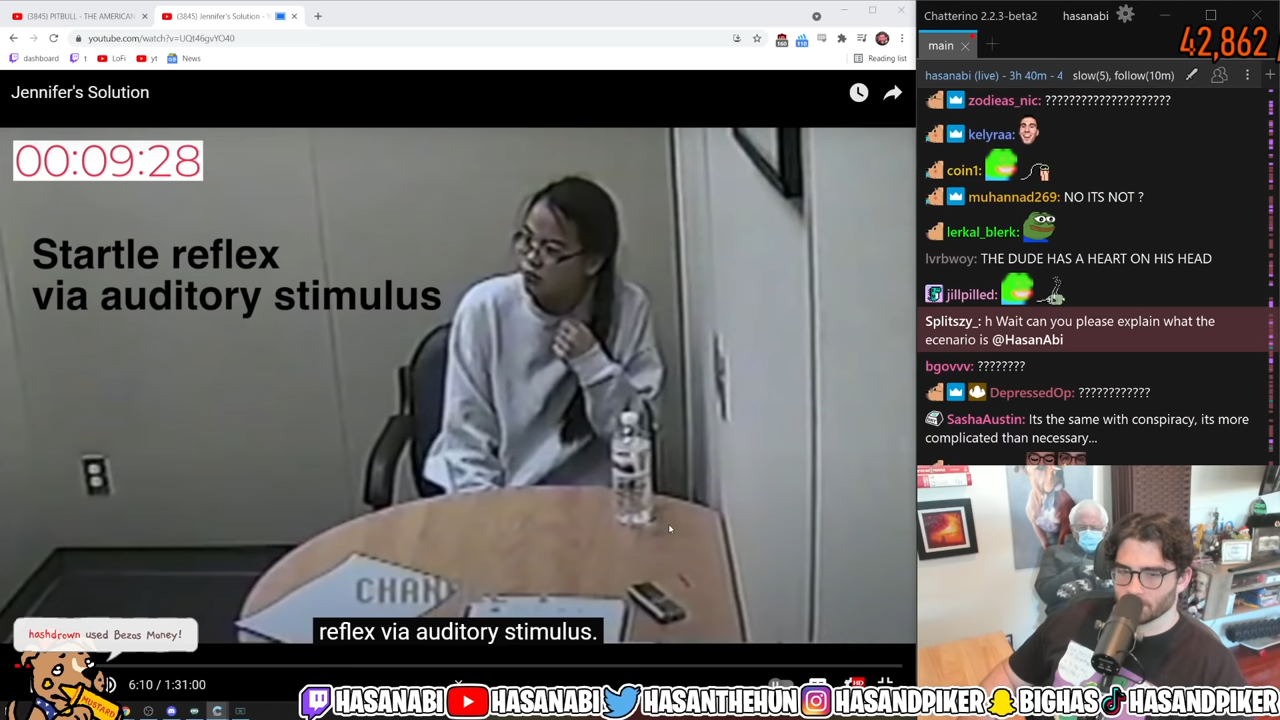 (3845) PITBULL - THE AMERICAN
(3845) Jennifer's Solution - Y
youtube.com/watch?v=UQt46gvYO40
dashboard
t
LoFi
yt
News
Reading list
Jennifer's Solution
00:09:28
Startle reflex
via auditory stimulus
CHAN
reflex via auditory stimulus.
hashdrown used Bezos Money!
MUSTARD
6:10 / 1:31:00
HD
Chatterino 2.2.3-beta2
hasanabi
main
42,862
hasanabi (live) - 3h 40m - 4
slow(5), follow(10m)
zodieas_nic: ?????????????????????
kelyraa:
coin1:
muhannad269: NO ITS NOT ?
lerkal_blerk:
lvrbwoy: THE DUDE HAS A HEART ON HIS HEAD
jillpilled:
Splitszy_: h Wait can you please explain what the
ecenario is @HasanAbi
bgovvv: ????????
DepressedOp: ????????????
SashaAustin: Its the same with conspiracy, its more
complicated than necessary...
HASANABI
HASANABI
HASANTHEHUN
HASANDPIKER
BIGHAS
HASANDPIKER